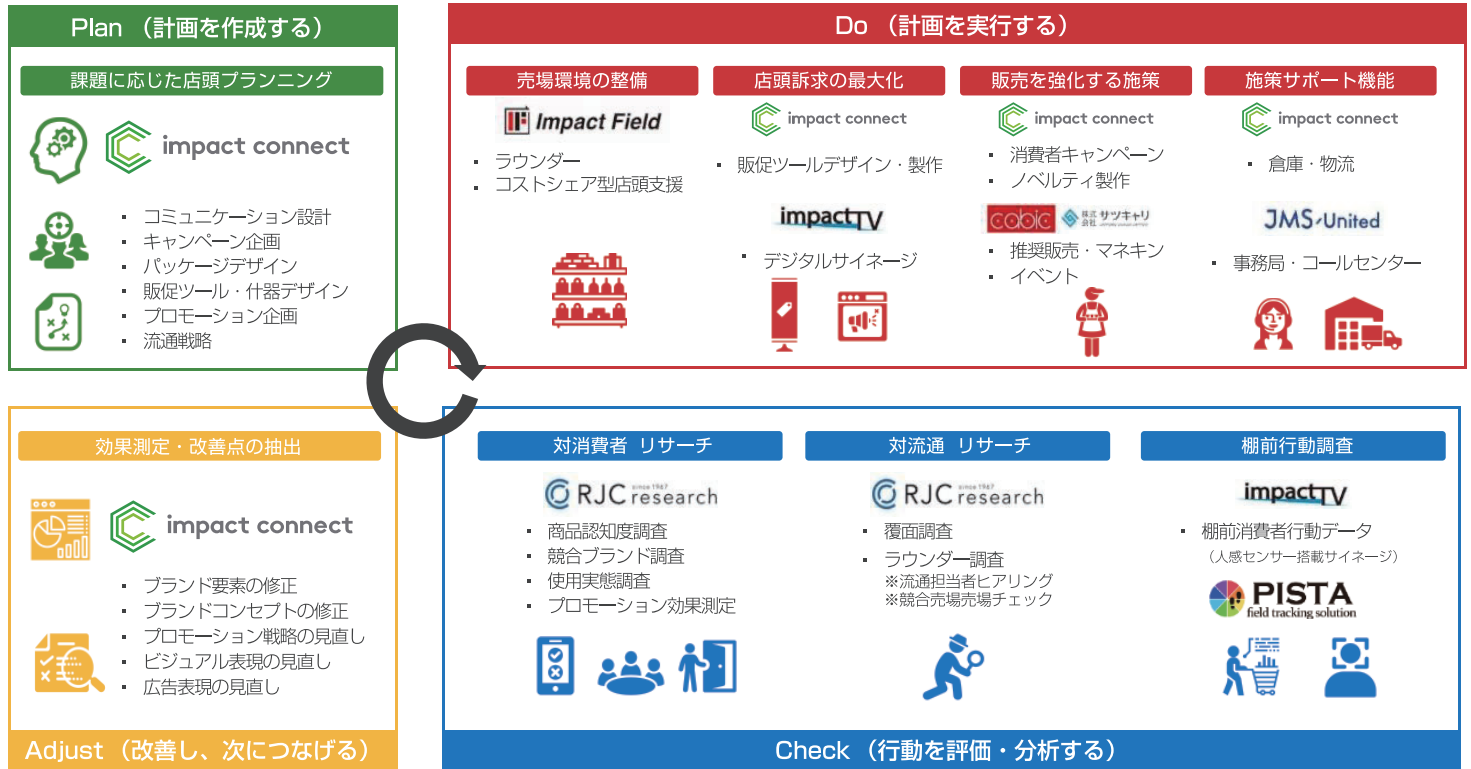 Plan （計画を作成する）
課題に応じた店頭プランニング
impact connect
▪ コミュニケーション設計
▪ キャンペーン企画
▪ パッケージデザイン
▪ 販促ツール・什器デザイン
▪ プロモーション企画
▪ 流通戦略
Do （計画を実行する）
売場環境の整備
Impact Field
▪ ラウンダー
▪ コストシェア型店頭支援
店頭訴求の最大化
impact connect
▪ 販促ツールデザイン・製作
impactTV
▪ デジタルサイネージ
販売を強化する施策
impact connect
▪ 消費者キャンペーン
▪ ノベルティ製作
cabic 株式会社 サツキャリ
▪ 推奨販売・マネキン
▪ イベント
施策サポート機能
impact connect
▪ 倉庫・物流
JMS United
▪ 事務局・コールセンター
対消費者 リサーチ
since 1967
RJC research
▪ 商品認知度調査
▪ 競合ブランド調査
▪ 使用実態調査
▪ プロモーション効果測定
対流通 リサーチ
since 1967
RJC research
▪ 覆面調査
▪ ラウンダー調査
※流通担当者ヒアリング
※競合売場売場チェック
棚前行動調査
impactTV
▪ 棚前消費者行動データ
（人感センサー搭載サイネージ）
PISTA
field tracking solution
Check （行動を評価・分析する）
効果測定・改善点の抽出
impact connect
▪ ブランド要素の修正
▪ ブランドコンセプトの修正
▪ プロモーション戦略の見直し
▪ ビジュアル表現の見直し
▪ 広告表現の見直し
Adjust （改善し、次につなげる）